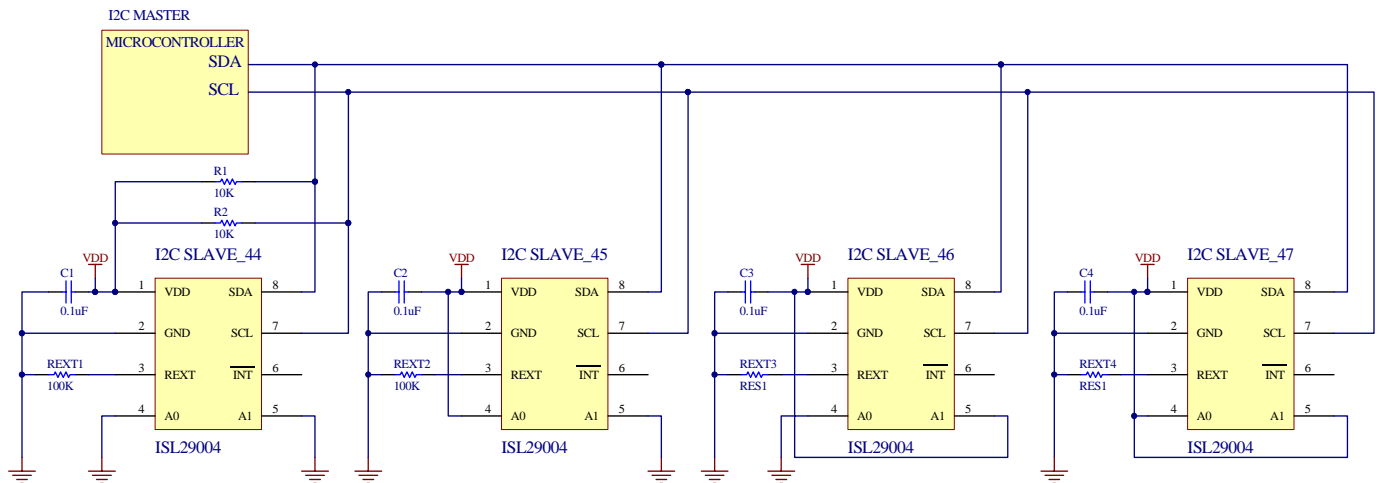 I2C MASTER
MICROCONTROLLER
SDA
SCL
R1
10K
R2
10K
I2C SLAVE_44
I2C SLAVE_45
I2C SLAVE_46
I2C SLAVE_47
C1
VDD
0.1uF
1
VDD
SDA
8
2
GND
SCL
7
REXT1
100K
3
REXT
INT
6
4
A0
A1
5
ISL29004
C2
VDD
0.1uF
1
VDD
SDA
8
2
GND
SCL
7
REXT2
100K
3
REXT
INT
6
4
A0
A1
5
ISL29004
C3
VDD
0.1uF
1
VDD
SDA
8
2
GND
SCL
7
REXT3
RES1
3
REXT
INT
6
4
A0
A1
5
ISL29004
C4
VDD
0.1uF
1
VDD
SDA
8
2
GND
SCL
7
REXT4
RES1
3
REXT
INT
6
4
A0
A1
5
ISL29004